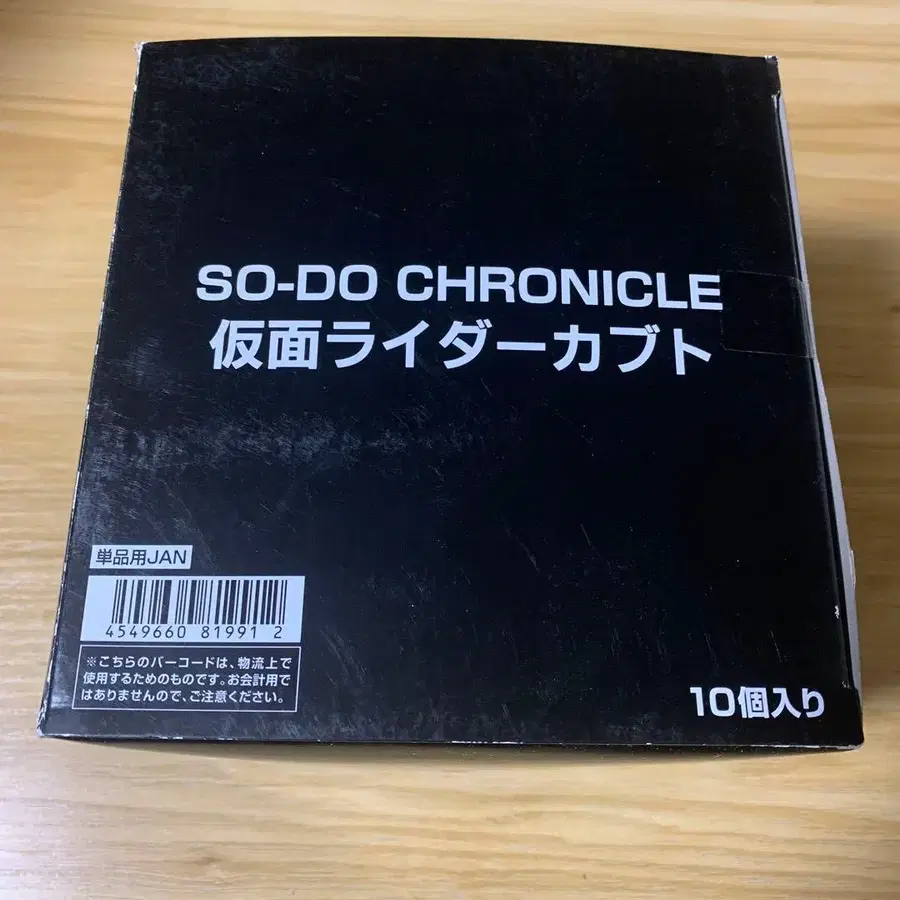 SO-DO CHRONICLE
仮面ライダーカブト
単品用JAN
4549660 81991 2
※こちらのバーコードは、物流上で
使用するためのものです。お会計用で
はありませんので、ご注意ください。
10個入り